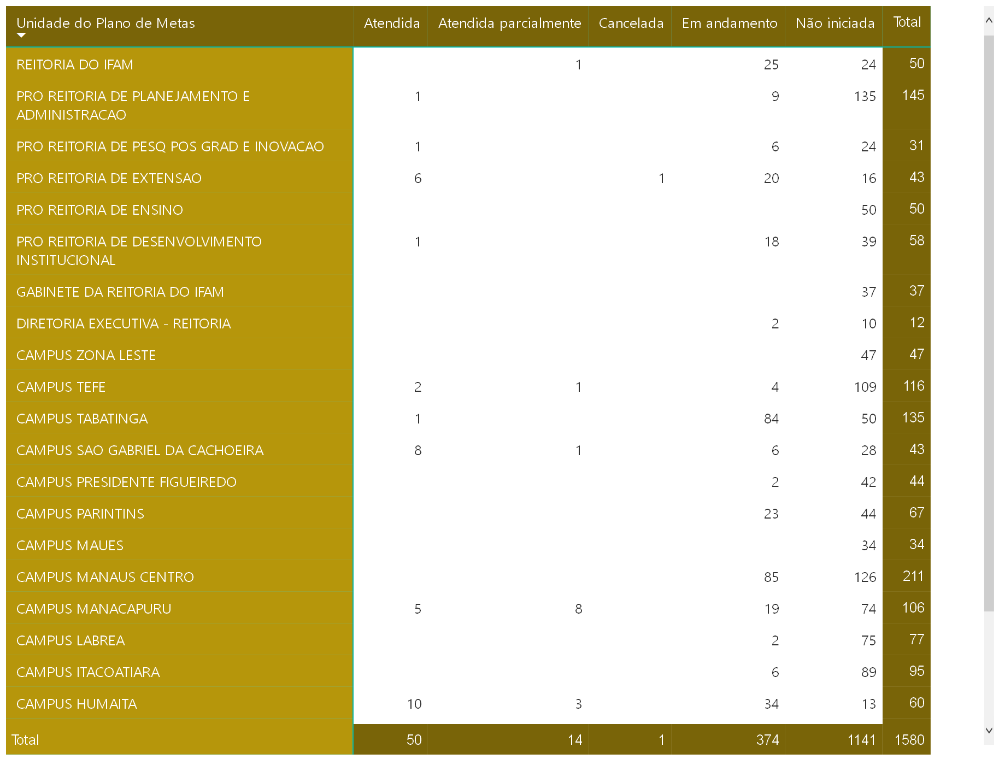 Unidade do Plano de Metas Atendida Atendida parcialmente Cancelada Em andamento Não iniciada Total
REITORIA DO IFAM 1 25 24 50
PRO REITORIA DE PLANEJAMENTO E 1 9 135 145
ADMINISTRACAO
PRO REITORIA DE PESQ POS GRAD E INOVACAO 1 6 24 31
PRO REITORIA DE EXTENSAO 6 1 20 16 43
PRO REITORIA DE ENSINO 50 50
PRO REITORIA DE DESENVOLVIMENTO 1 18 39 58
INSTITUCIONAL
GABINETE DA REITORIA DO IFAM 37 37
DIRETORIA EXECUTIVA - REITORIA 2 10 12
CAMPUS ZONA LESTE 47 47
CAMPUS TEFE 2 1 4 109 116
CAMPUS TABATINGA 1 84 50 135
CAMPUS SAO GABRIEL DA CACHOEIRA 8 1 6 28 43
CAMPUS PRESIDENTE FIGUEIREDO 2 42 44
CAMPUS PARINTINS 23 44 67
CAMPUS MAUES 34 34
CAMPUS MANAUS CENTRO 85 126 211
CAMPUS MANACAPURU 5 8 19 74 106
CAMPUS LABREA 2 75 77
CAMPUS ITACOATIARA 6 89 95
CAMPUS HUMAITA 10 3 34 13 60
Total 50 14 1 374 1141 1580